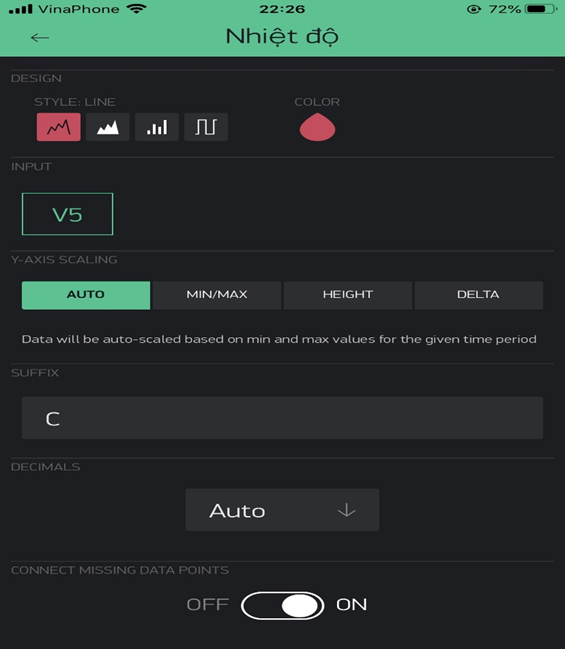 VinaPhone 22:26 72%
Nhiệt độ
DESIGN
STYLE: LINE COLOR
INPUT
V5
Y-AXIS SCALING
AUTO MIN/MAX HEIGHT DELTA
Data will be auto-scaled based on min and max values for the given time period
SUFFIX
C
DECIMALS
Auto
CONNECT MISSING DATA POINTS
OFF ON